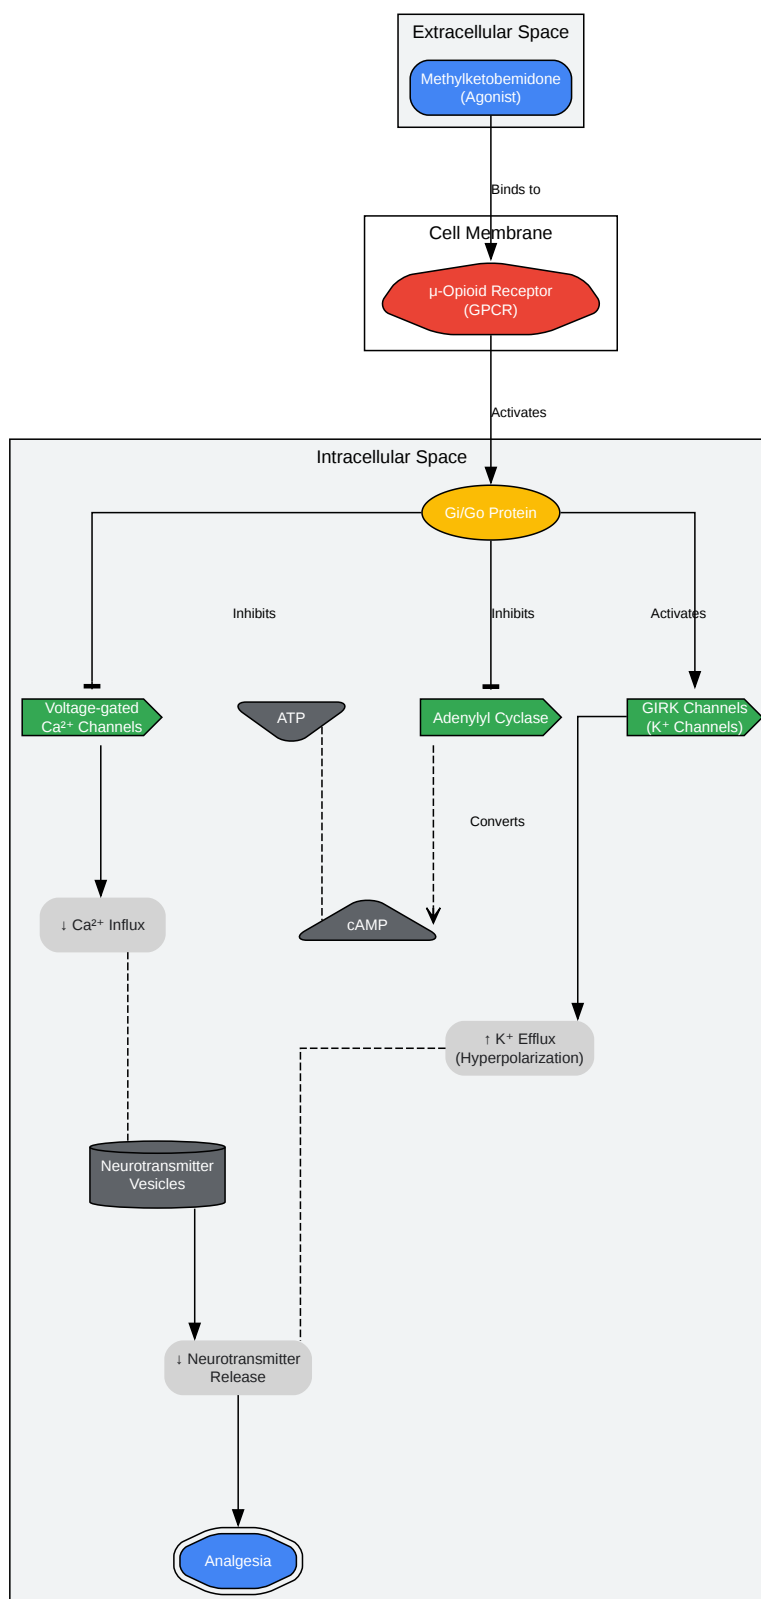 Extracellular Space
Methylketobemidone
(Agonist)
Binds to
Cell Membrane
μ-Opioid Receptor
(GPCR)
Activates
Intracellular Space
Gi/Go Protein
Inhibits
Inhibits
Activates
Voltage-gated
Ca²⁺ Channels
ATP
Adenylyl Cyclase
GIRK Channels
(K⁺ Channels)
Converts
↓ Ca²⁺ Influx
cAMP
↑ K⁺ Efflux
(Hyperpolarization)
Neurotransmitter
Vesicles
↓ Neurotransmitter
Release
Analgesia